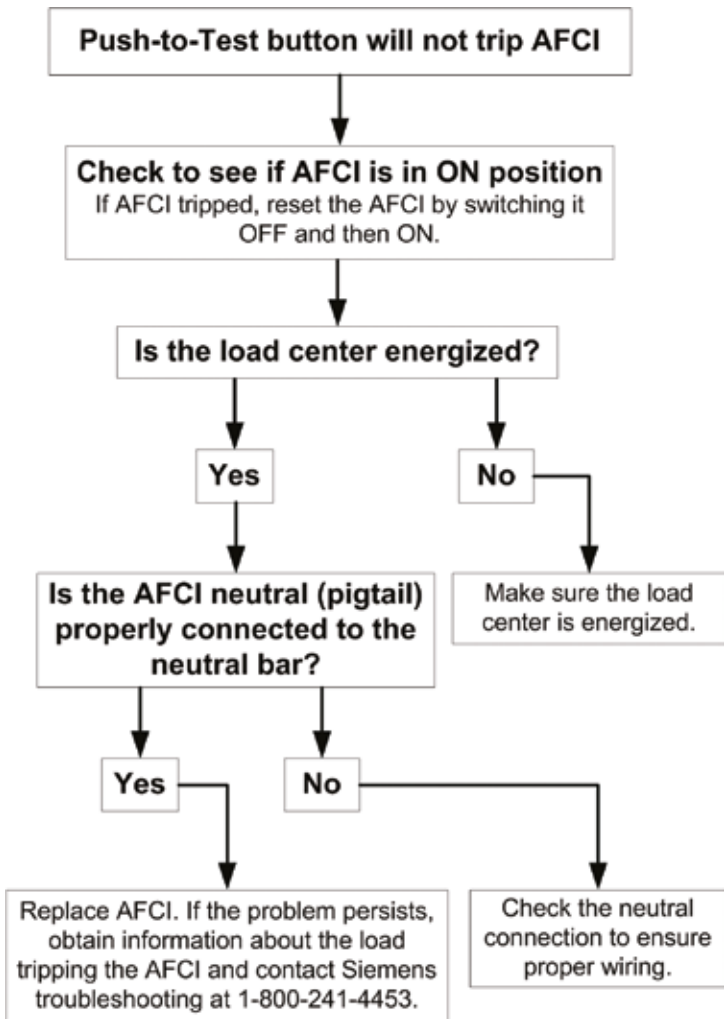 Push-to-Test button will not trip AFCI
Check to see if AFCI is in ON position
If AFCI tripped, reset the AFCI by switching it
OFF and then ON.
Is the load center energized?
Yes
No
Is the AFCI neutral (pigtail)
properly connected to the
neutral bar?
Make sure the load
center is energized.
Yes
No
Replace AFCI. If the problem persists,
obtain information about the load
tripping the AFCI and contact Siemens
troubleshooting at 1-800-241-4453.
Check the neutral
connection to ensure
proper wiring.